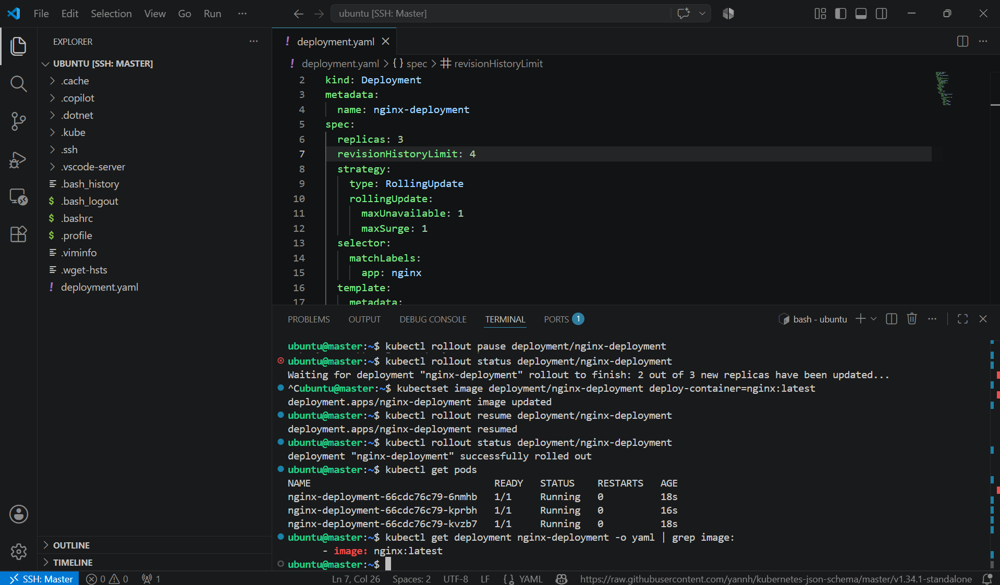 File Edit Selection View Go Run ···
ubuntu [SSH: Master]
EXPLORER
UBUNTU [SSH: MASTER]
.cache
.copilot
.dotnet
.kube
.ssh
.vscode-server
.bash_history
$ .bash_logout
$ .bashrc
$ .profile
.viminfo
.wget-hsts
! deployment.yaml
OUTLINE
TIMELINE
! deployment.yaml
! deployment.yaml > {} spec > # revisionHistoryLimit
2 kind: Deployment
3 metadata:
4 name: nginx-deployment
5 spec:
6 replicas: 3
7 revisionHistoryLimit: 4
8 strategy:
9 type: RollingUpdate
10 rollingUpdate:
11 maxUnavailable: 1
12 maxSurge: 1
13 selector:
14 matchLabels:
15 app: nginx
16 template:
17 metadata:
PROBLEMS OUTPUT DEBUG CONSOLE TERMINAL PORTS 1
bash - ubuntu
ubuntu@master:~$ kubectl rollout pause deployment/nginx-deployment
ubuntu@master:~$ kubectl rollout status deployment/nginx-deployment
Waiting for deployment "nginx-deployment" rollout to finish: 2 out of 3 new replicas have been updated...
^Cubuntu@master:~$ kubectset image deployment/nginx-deployment deploy-container=nginx:latest
deployment.apps/nginx-deployment image updated
ubuntu@master:~$ kubectl rollout resume deployment/nginx-deployment
deployment.apps/nginx-deployment resumed
ubuntu@master:~$ kubectl rollout status deployment/nginx-deployment
deployment "nginx-deployment" successfully rolled out
ubuntu@master:~$ kubectl get pods
NAME READY STATUS RESTARTS AGE
nginx-deployment-66cdc76c79-6nmhb 1/1 Running 0 18s
nginx-deployment-66cdc76c79-kprbh 1/1 Running 0 16s
nginx-deployment-66cdc76c79-kvzb7 1/1 Running 0 18s
ubuntu@master:~$ kubectl get deployment nginx-deployment -o yaml | grep image:
- image: nginx:latest
ubuntu@master:~$
SSH: Master 0 0 1 Ln 7, Col 26 Spaces: 2 UTF-8 LF {} YAML https://raw.githubusercontent.com/yannh/kubernetes-json-schema/master/v1.34.1-standalone